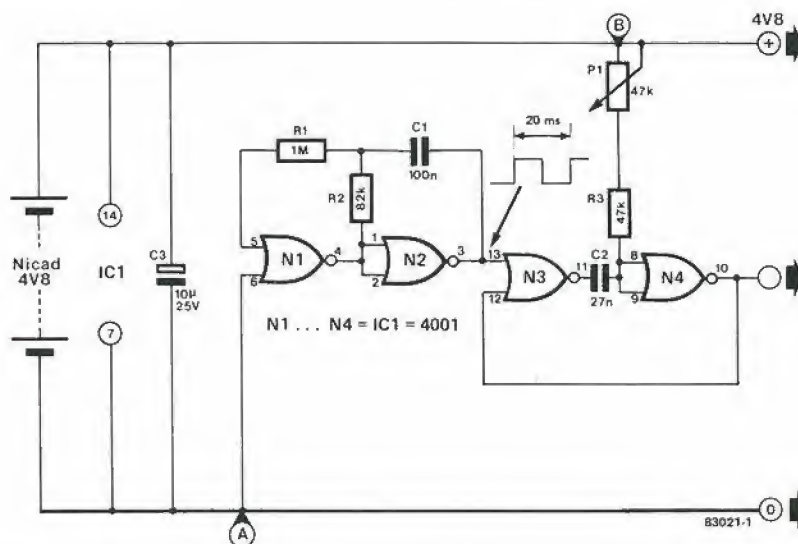 B
4V8
+
P1
47k
20 ms
R1
1M
C1
100n
R2
82k
R3
47k
14
Nicad
4V8
IC1
C3
10µ
25V
7
5
6
N1
4
1
2
N2
3
13
12
N3
11
C2
27n
8
9
N4
10
N1 ... N4 = IC1 = 4001
A
0
83021-1